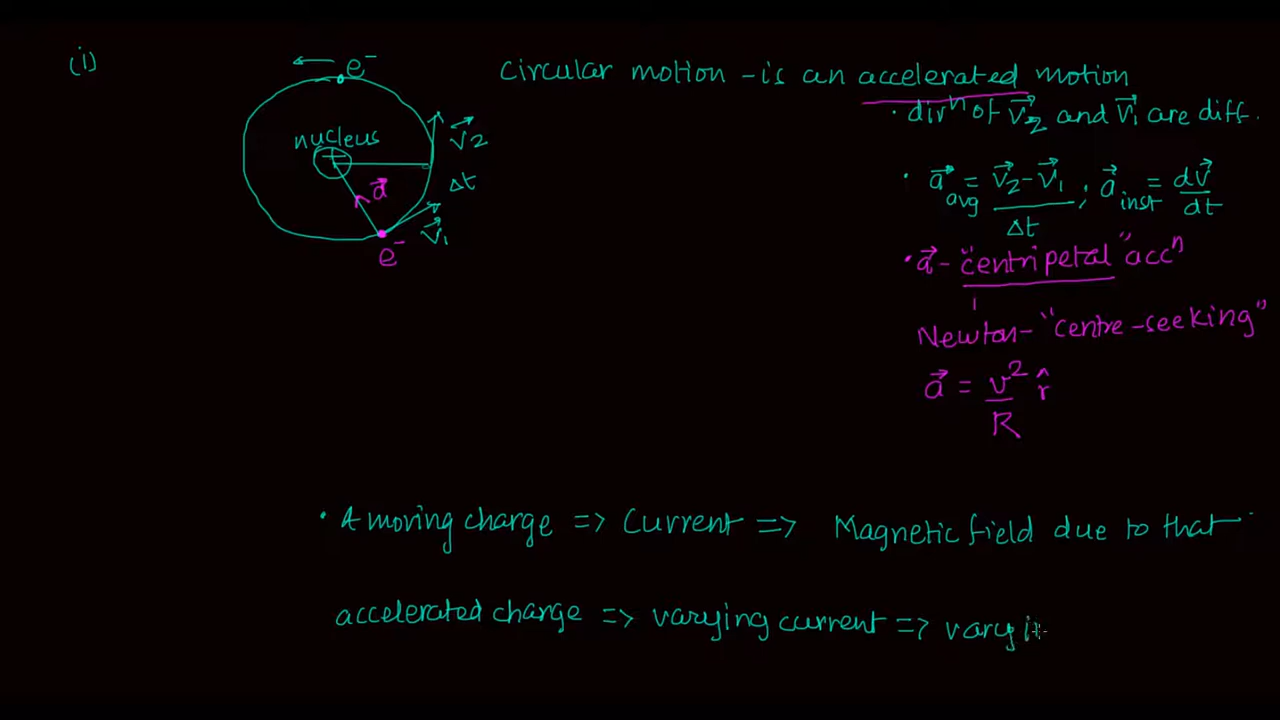 (i)
e⁻
nucleus
+
v⃗2
Δt
a⃗
v⃗1
e⁻
circular motion - is an accelerated motion
• dirⁿ of v⃗2 and v⃗1 are diff.
• a⃗avg = v⃗2 - v⃗1 / Δt ; a⃗inst = dv⃗/dt
• a⃗ - "centripetal" accⁿ
Newton - "centre-seeking"
a⃗ = v²/R r̂
• A moving charge => Current => Magnetic field due to that
accelerated charge => varying current => varyi